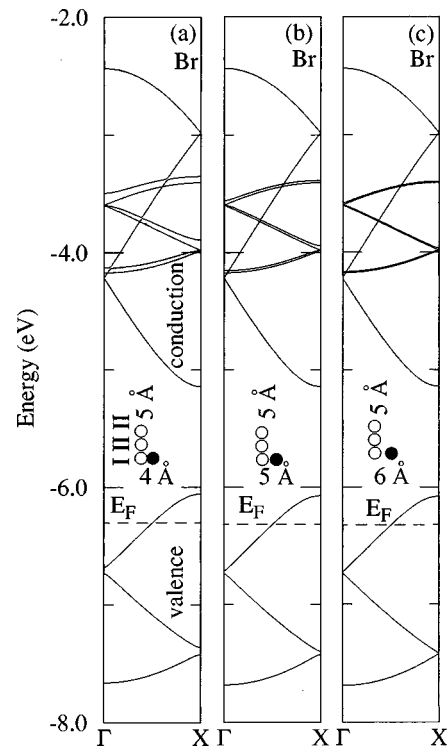 -2.0
(a)
Br
(b)
Br
(c)
Br
-4.0
conduction
Energy (eV)
5 Å
I II II
4 Å
5 Å
5 Å
5 Å
6 Å
-6.0
E_F
E_F
E_F
valence
-8.0
Γ X Γ X Γ X